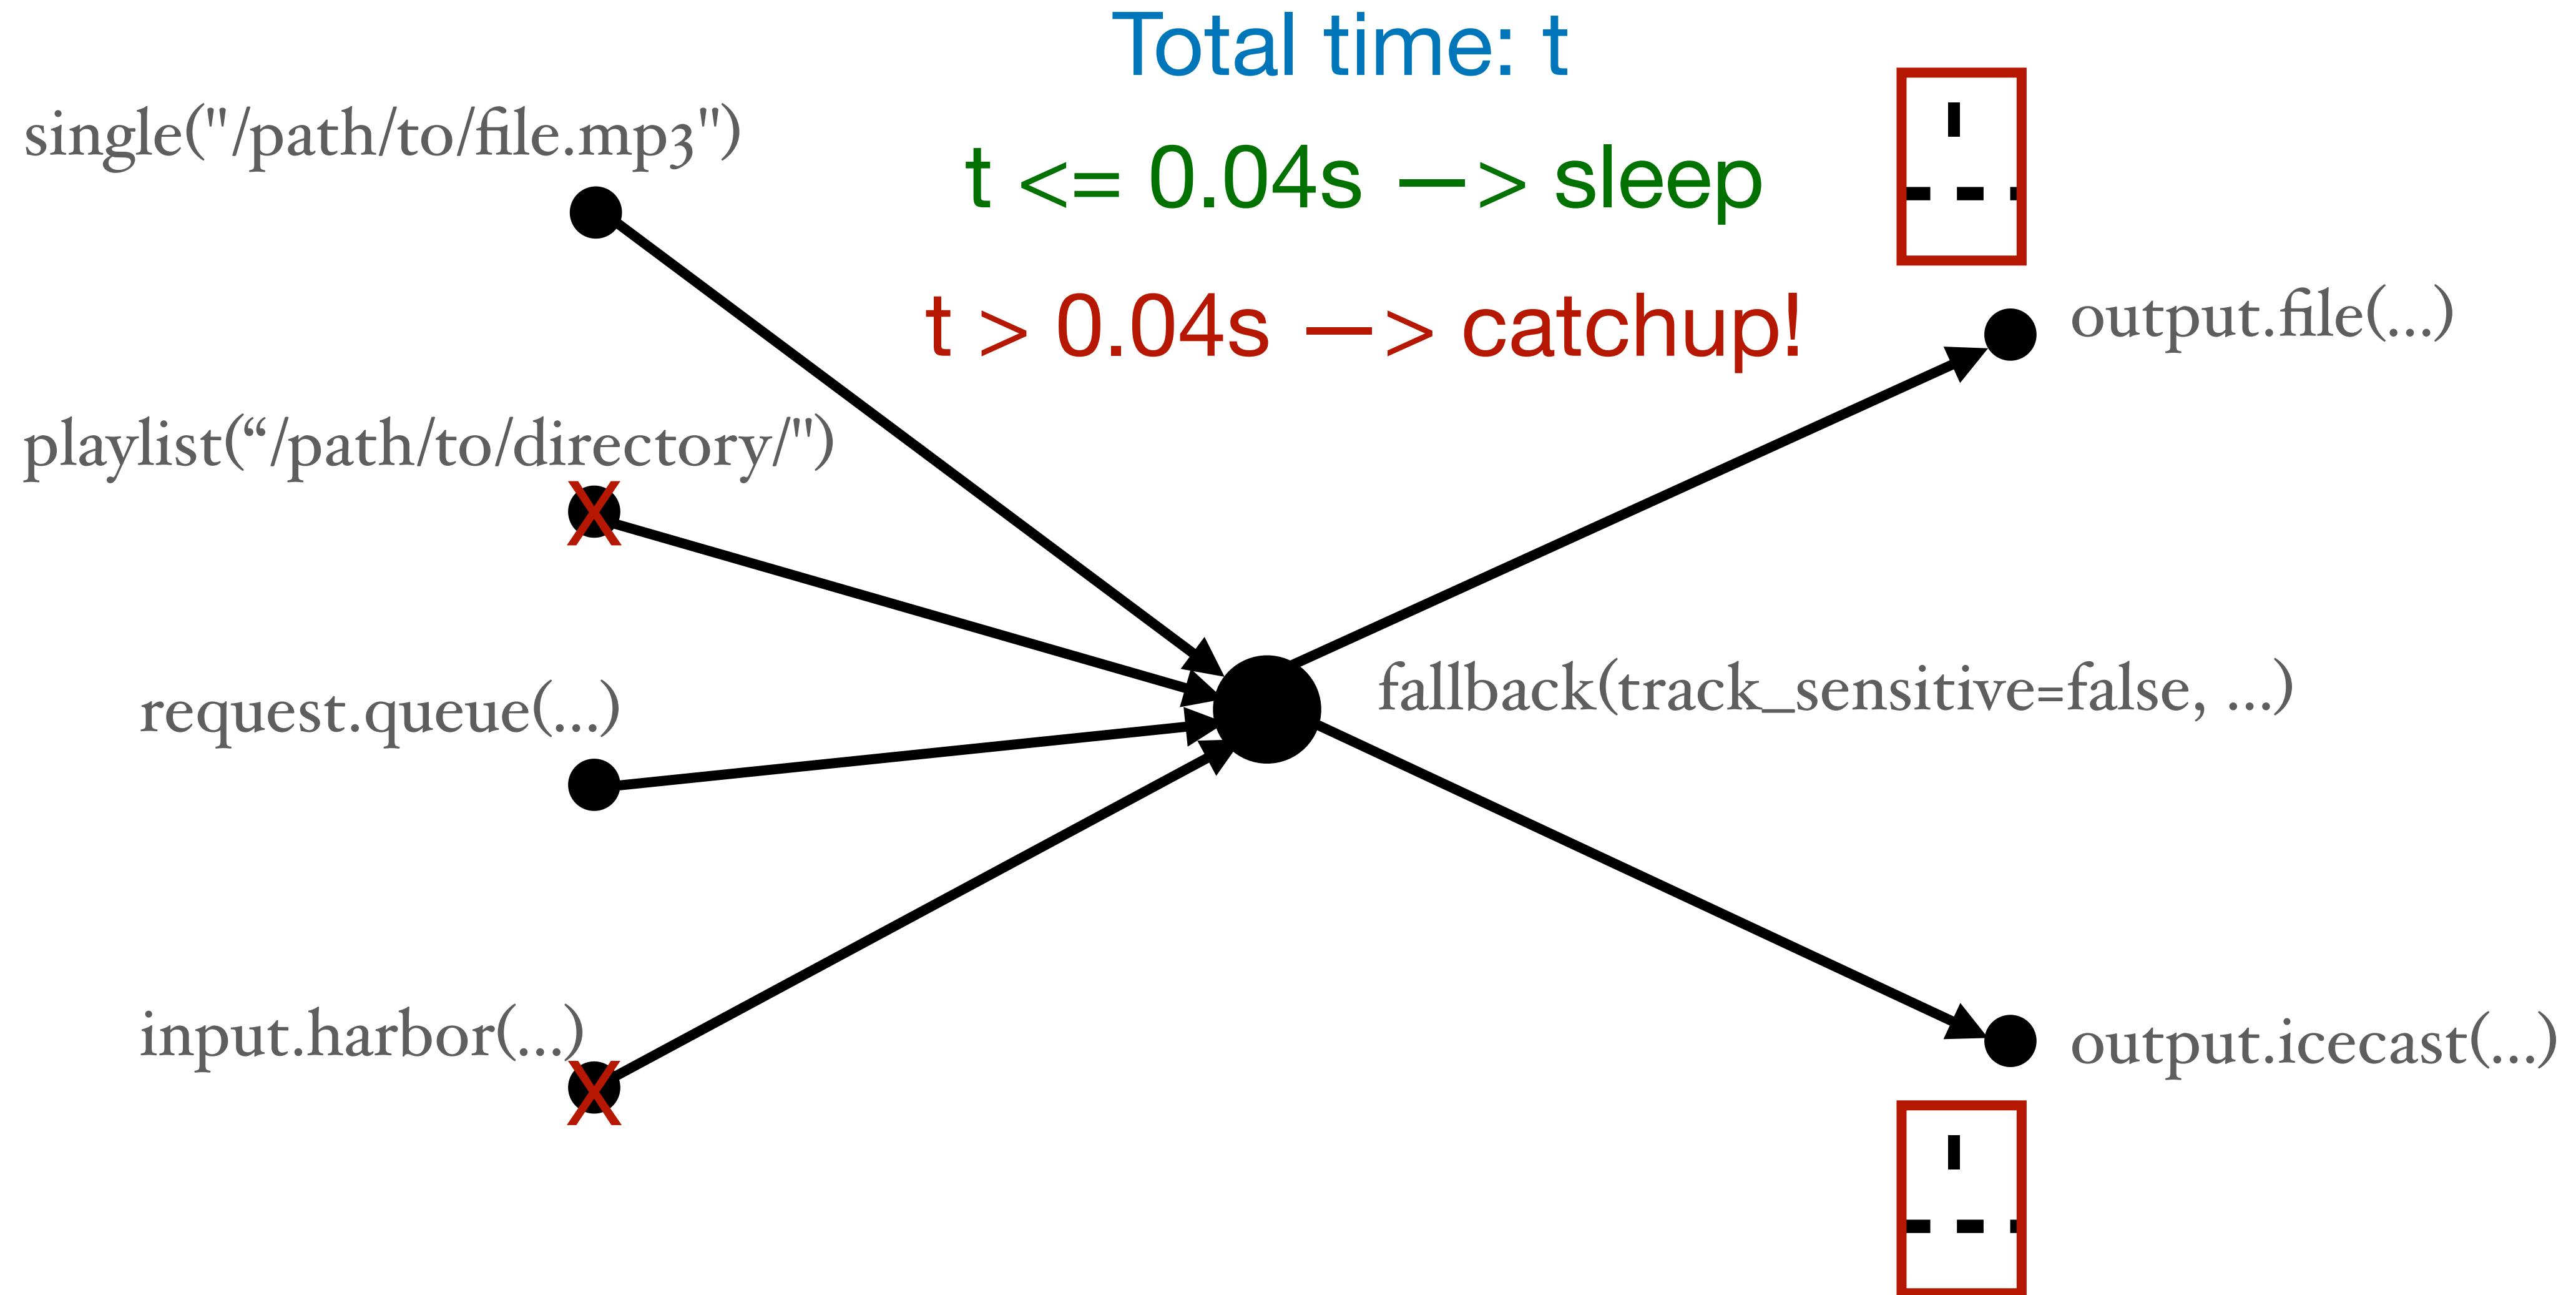 Total time: t
single("/path/to/file.mp3")
t <= 0.04s —> sleep
t > 0.04s —> catchup!
output.file(...)
playlist(“/path/to/directory/")
X
request.queue(...)
fallback(track_sensitive=false, ...)
input.harbor(...)
X
output.icecast(...)